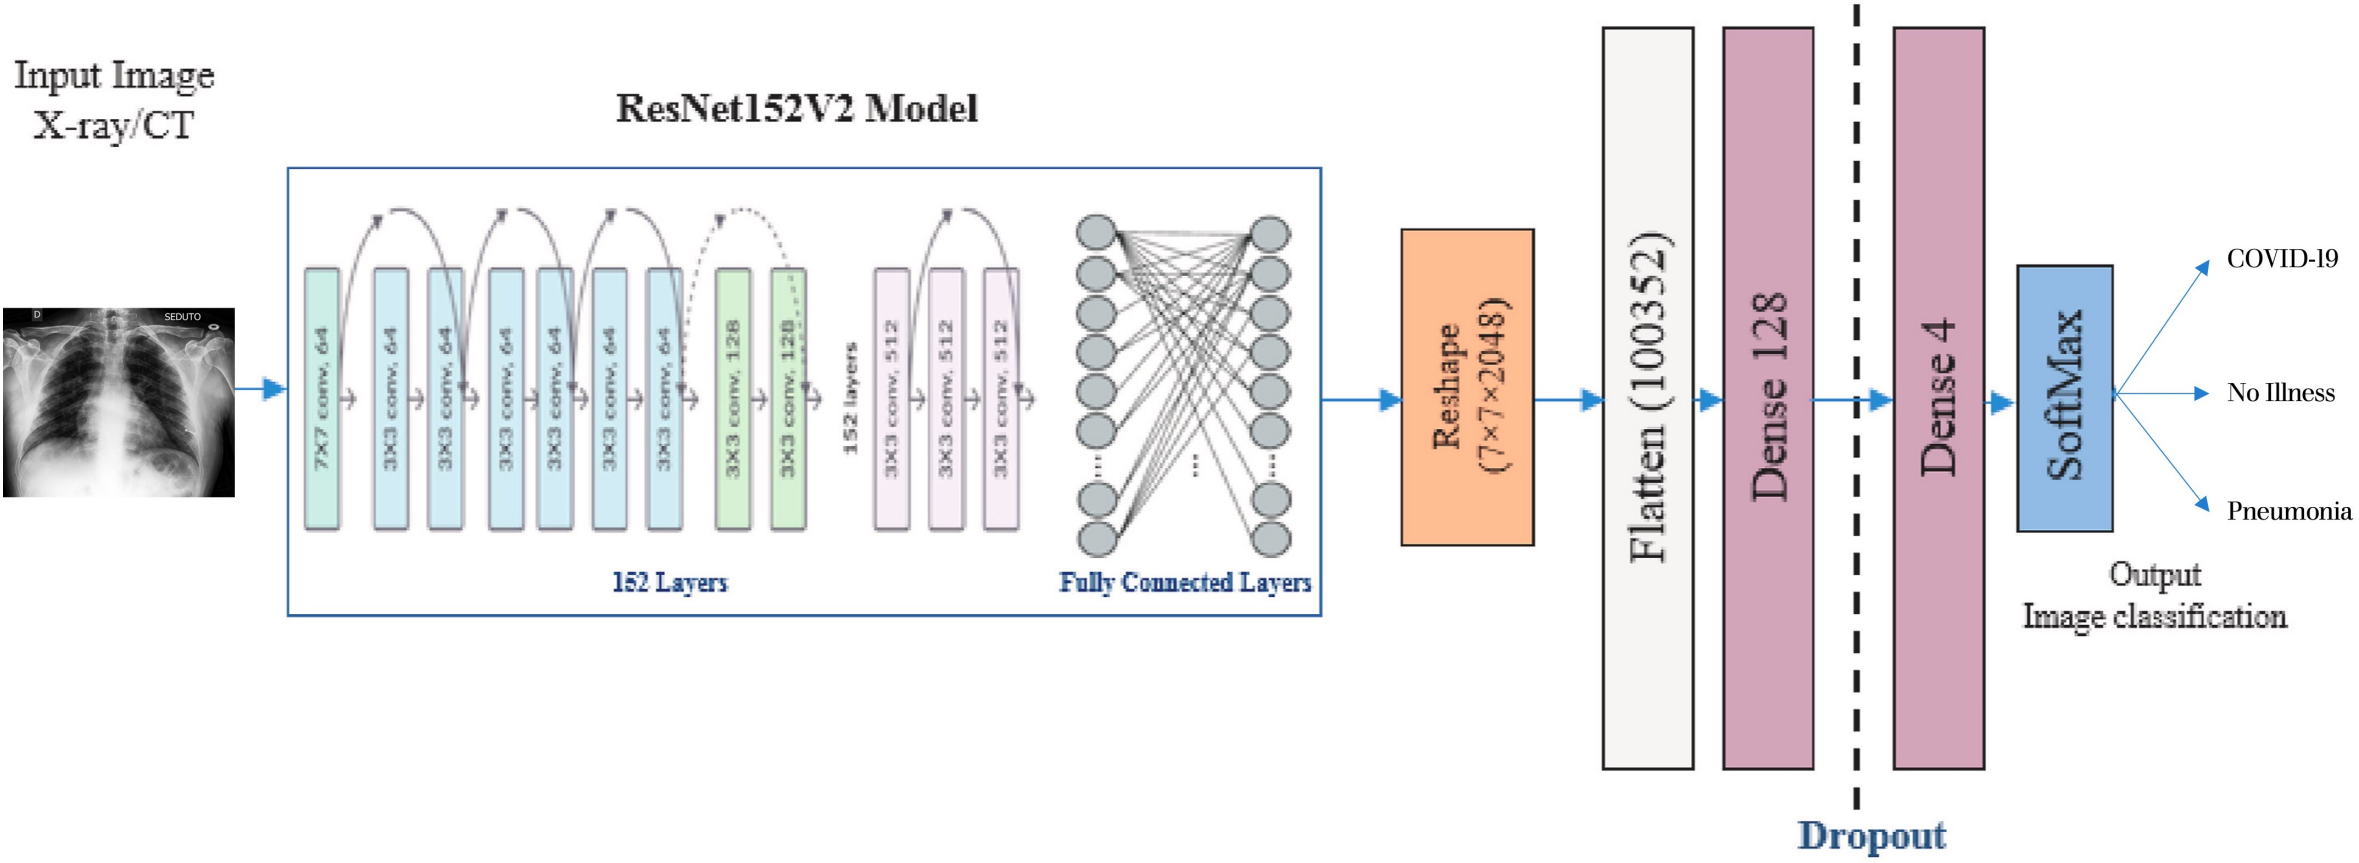 Input Image
X-ray/CT
D
SEDUTO
ResNet152V2 Model
7X7 conv, 64
3X3 conv, 64
3X3 conv, 64
3X3 conv, 64
3X3 conv, 64
3X3 conv, 64
3X3 conv, 64
3X3 conv, 128
3X3 conv, 128
152 layers
3X3 conv, 512
3X3 conv, 512
3X3 conv, 512
152 Layers
Fully Connected Layers
Reshape
(7×7×2048)
Flatten (100352)
Dense 128
Dropout
Dense 4
SoftMax
COVID-19
No Illness
Pneumonia
Output
Image classification